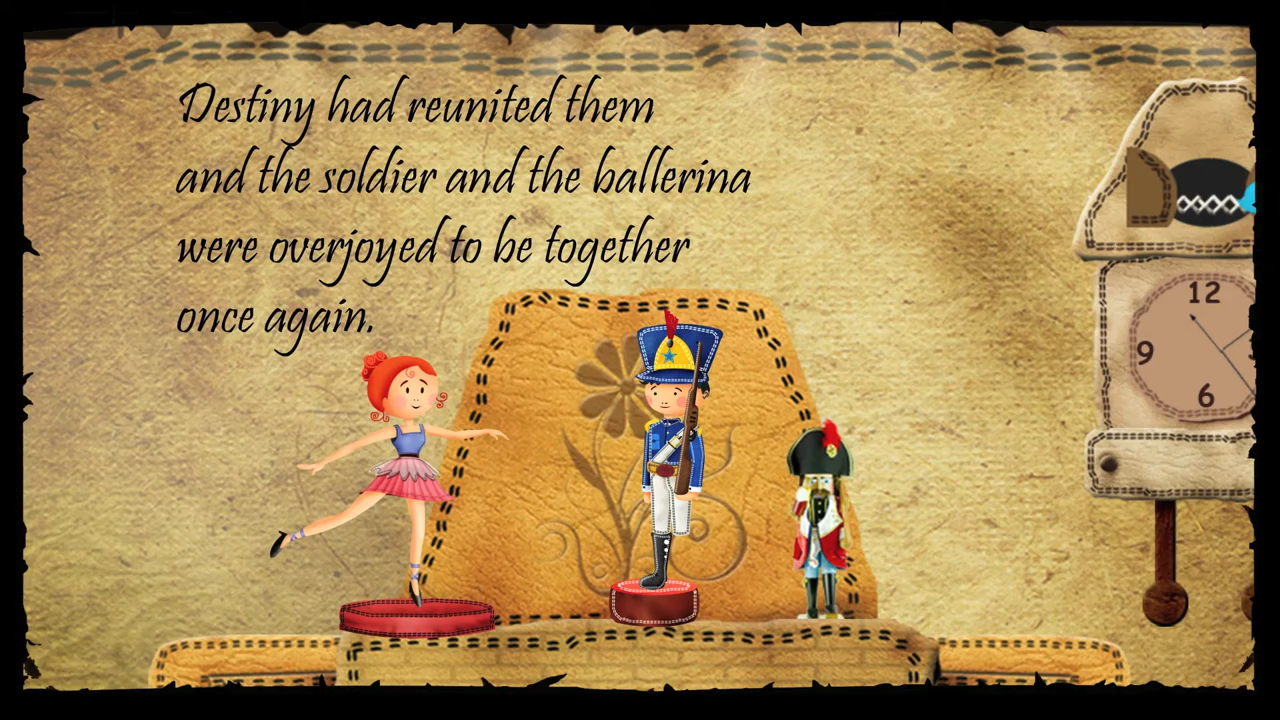 Destiny had reunited them
and the soldier and the ballerina
were overjoyed to be together
once again.
12
9
6